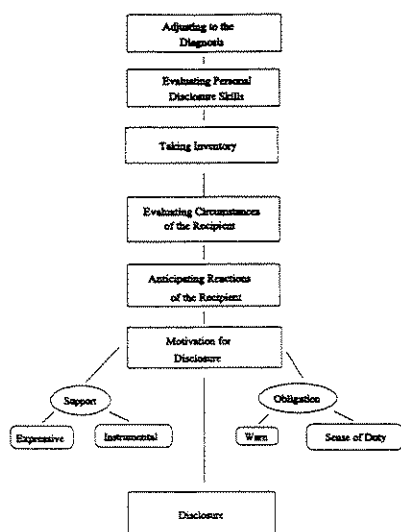 Adjusting to the
Diagnosis
Evaluating Personal
Disclosure Skills
Taking Inventory
Evaluating Circumstances
of the Recipient
Anticipating Reactions
of the Recipient
Motivation for
Disclosure
Support
Obligation
Expressive
Instrumental
Warn
Sense of Duty
Disclosure